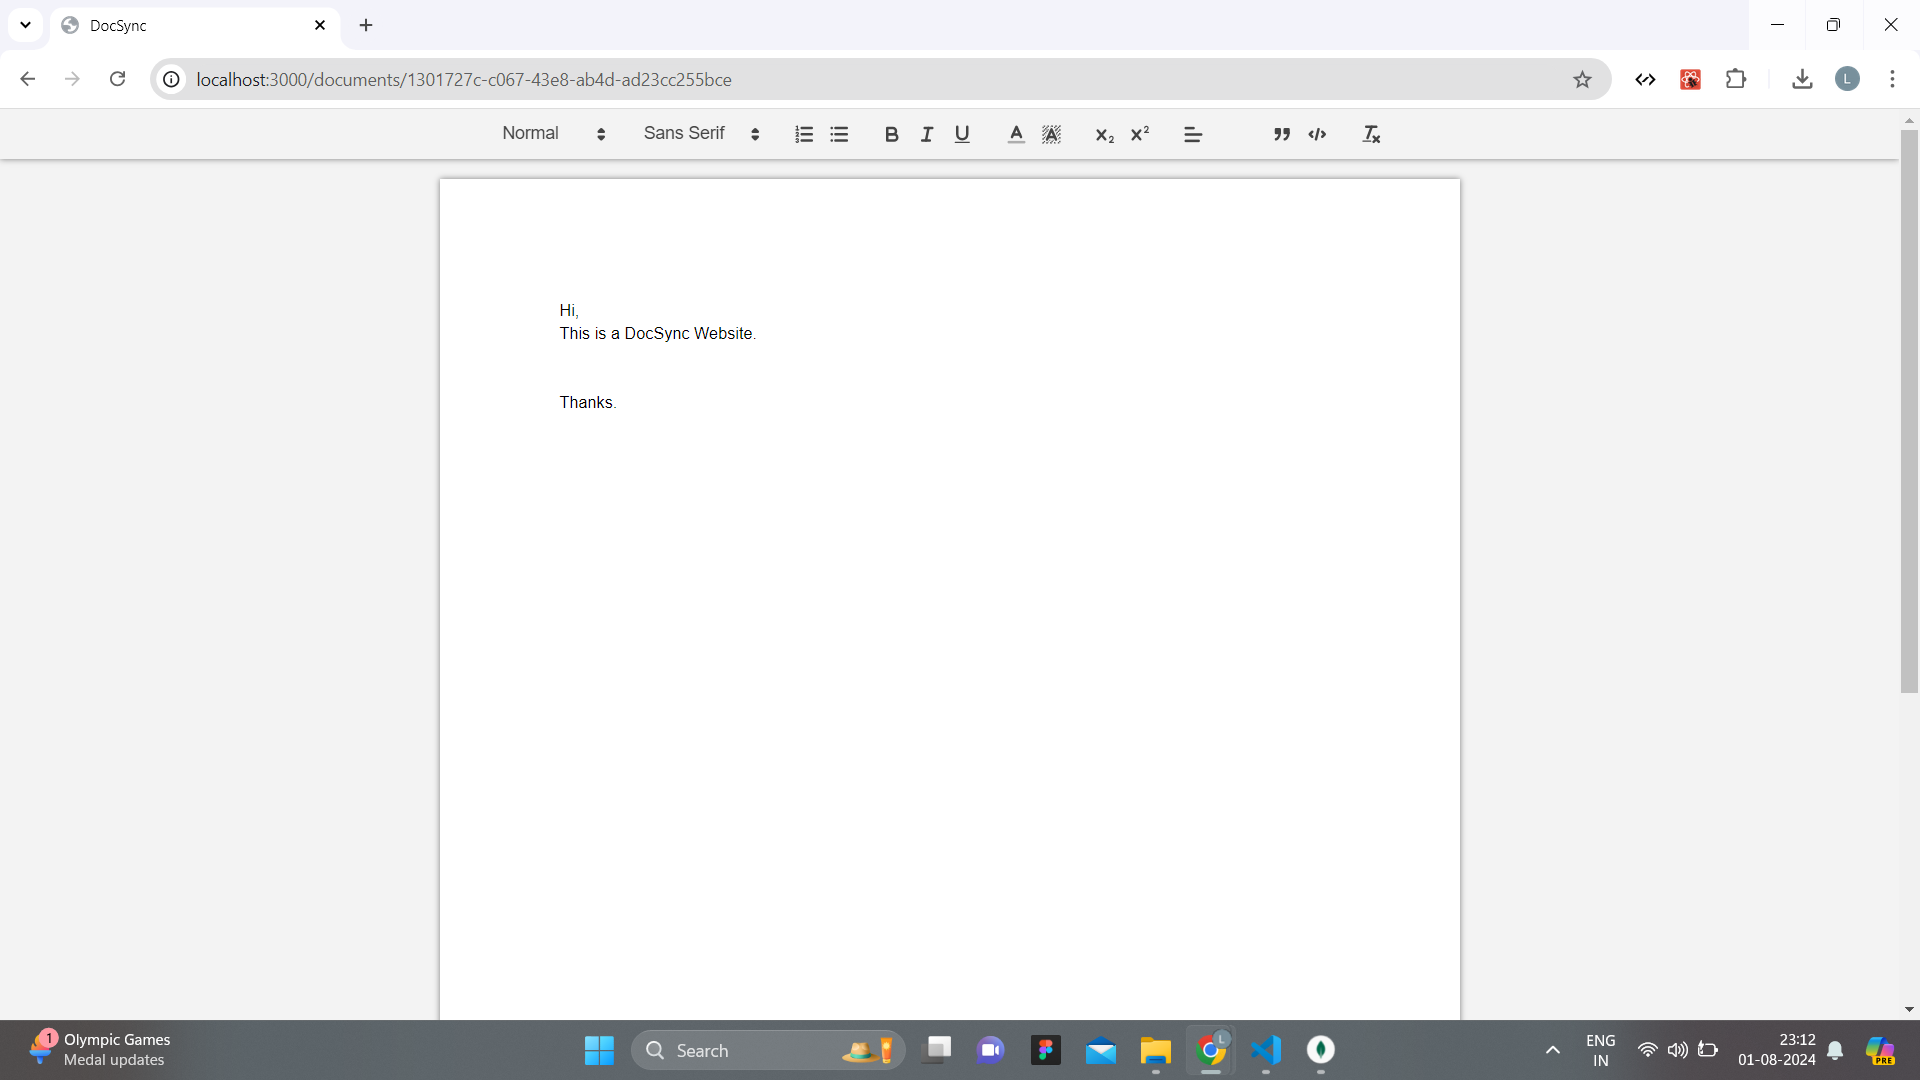 DocSync
localhost:3000/documents/1301727c-c067-43e8-ab4d-ad23cc255bce
L
Normal
Sans Serif
Hi,
This is a DocSync Website.
Thanks.
1
Olympic Games
Medal updates
Search
L
ENG
IN
23:12
01-08-2024
PRE